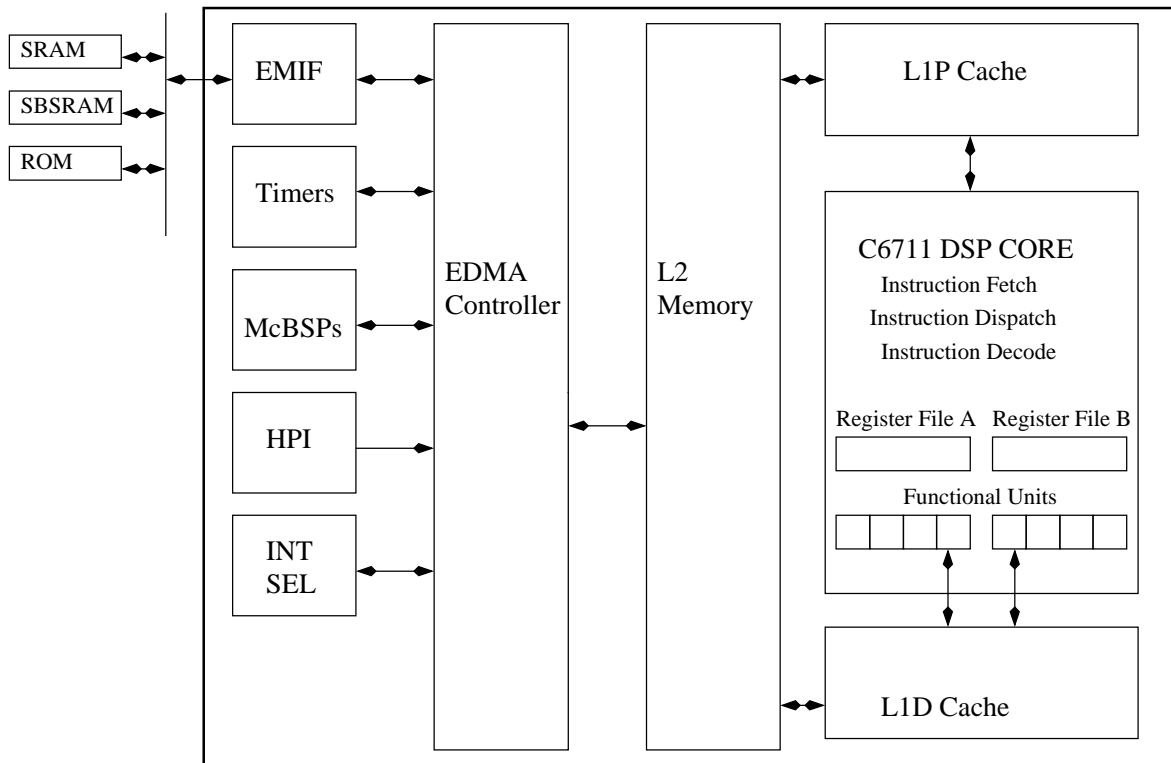 SRAM
SBSRAM
ROM
EMIF
Timers
McBSPs
HPI
INT
SEL
EDMA
Controller
L2
Memory
L1P Cache
C6711 DSP CORE
Instruction Fetch
Instruction Dispatch
Instruction Decode
Register File A
Register File B
Functional Units
L1D Cache